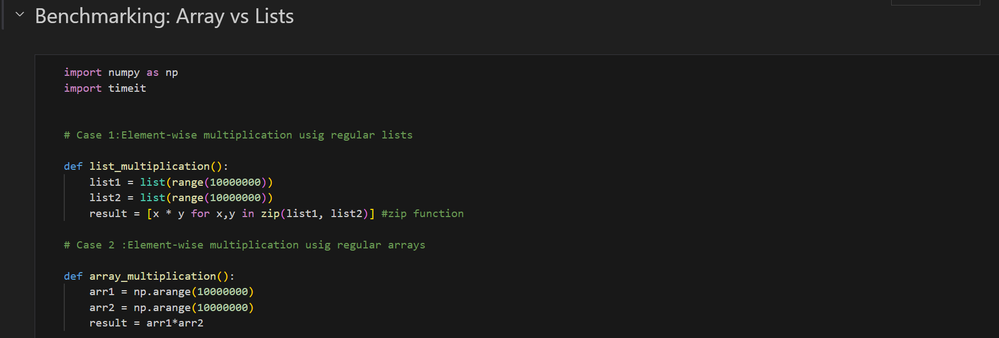 Benchmarking: Array vs Lists
import numpy as np
import timeit
# Case 1:Element-wise multiplication usig regular lists
def list_multiplication():
    list1 = list(range(10000000))
    list2 = list(range(10000000))
    result = [x * y for x,y in zip(list1, list2)] #zip function
# Case 2 :Element-wise multiplication usig regular arrays
def array_multiplication():
    arr1 = np.arange(10000000)
    arr2 = np.arange(10000000)
    result = arr1*arr2